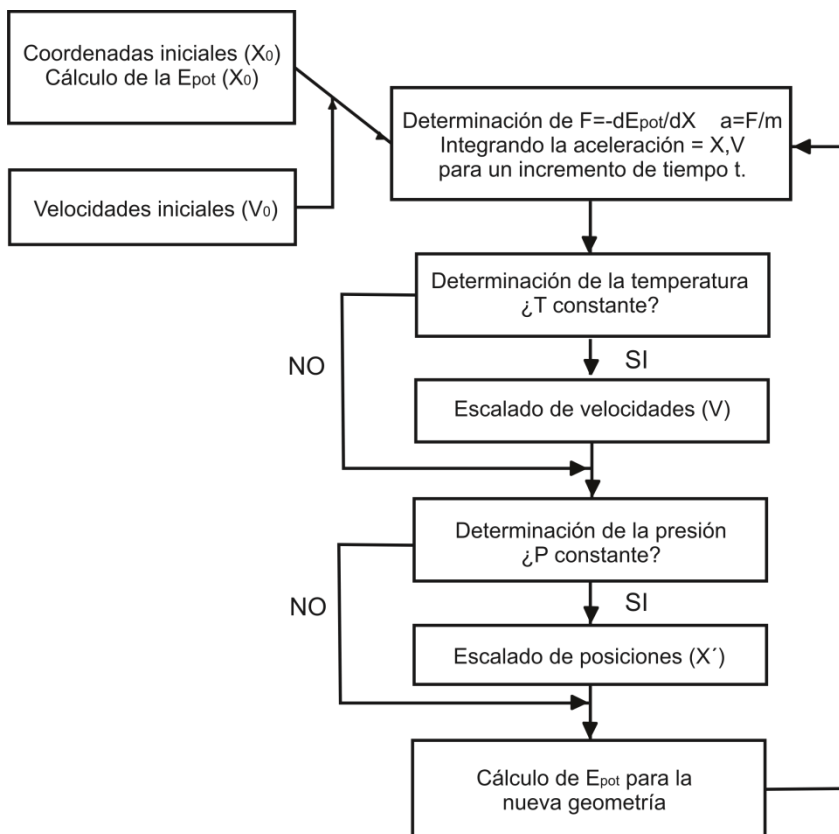 Coordenadas iniciales (X₀)
Cálculo de la Epot (X₀)
Velocidades iniciales (V₀)
Determinación de F=-dEpot/dX a=F/m
Integrando la aceleración = X,V
para un incremento de tiempo t.
Determinación de la temperatura
¿T constante?
NO
SI
Escalado de velocidades (V)
Determinación de la presión
¿P constante?
NO
SI
Escalado de posiciones (X´)
Cálculo de Epot para la
nueva geometría